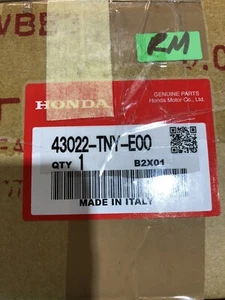 RM
GENUINE PARTS
HONDA
Honda Motor Co., Ltd.
43022-TNY-E00
QTY 1
B2X01
MADE IN ITALY